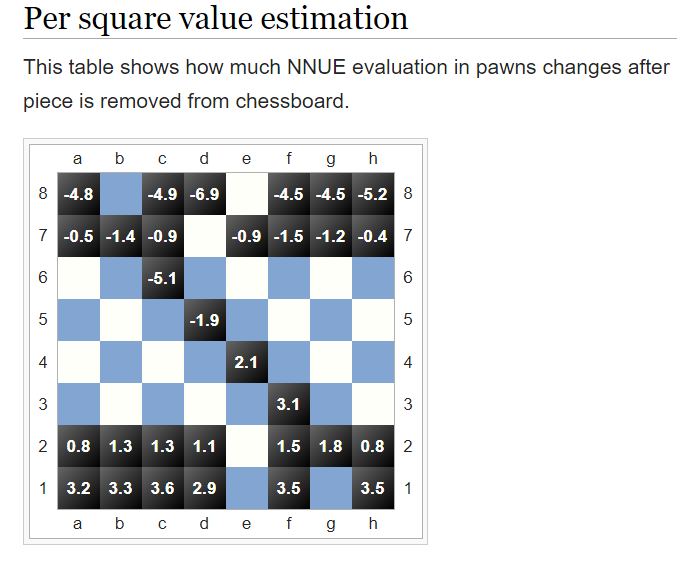 Per square value estimation
This table shows how much NNUE evaluation in pawns changes after
piece is removed from chessboard.
a b c d e f g h
8 -4.8 -4.9 -6.9 -4.5 -4.5 -5.2 8
7 -0.5 -1.4 -0.9 -0.9 -1.5 -1.2 -0.4 7
6 -5.1 6
5 -1.9 5
4 2.1 4
3 3.1 3
2 0.8 1.3 1.3 1.1 1.5 1.8 0.8 2
1 3.2 3.3 3.6 2.9 3.5 3.5 1
a b c d e f g h